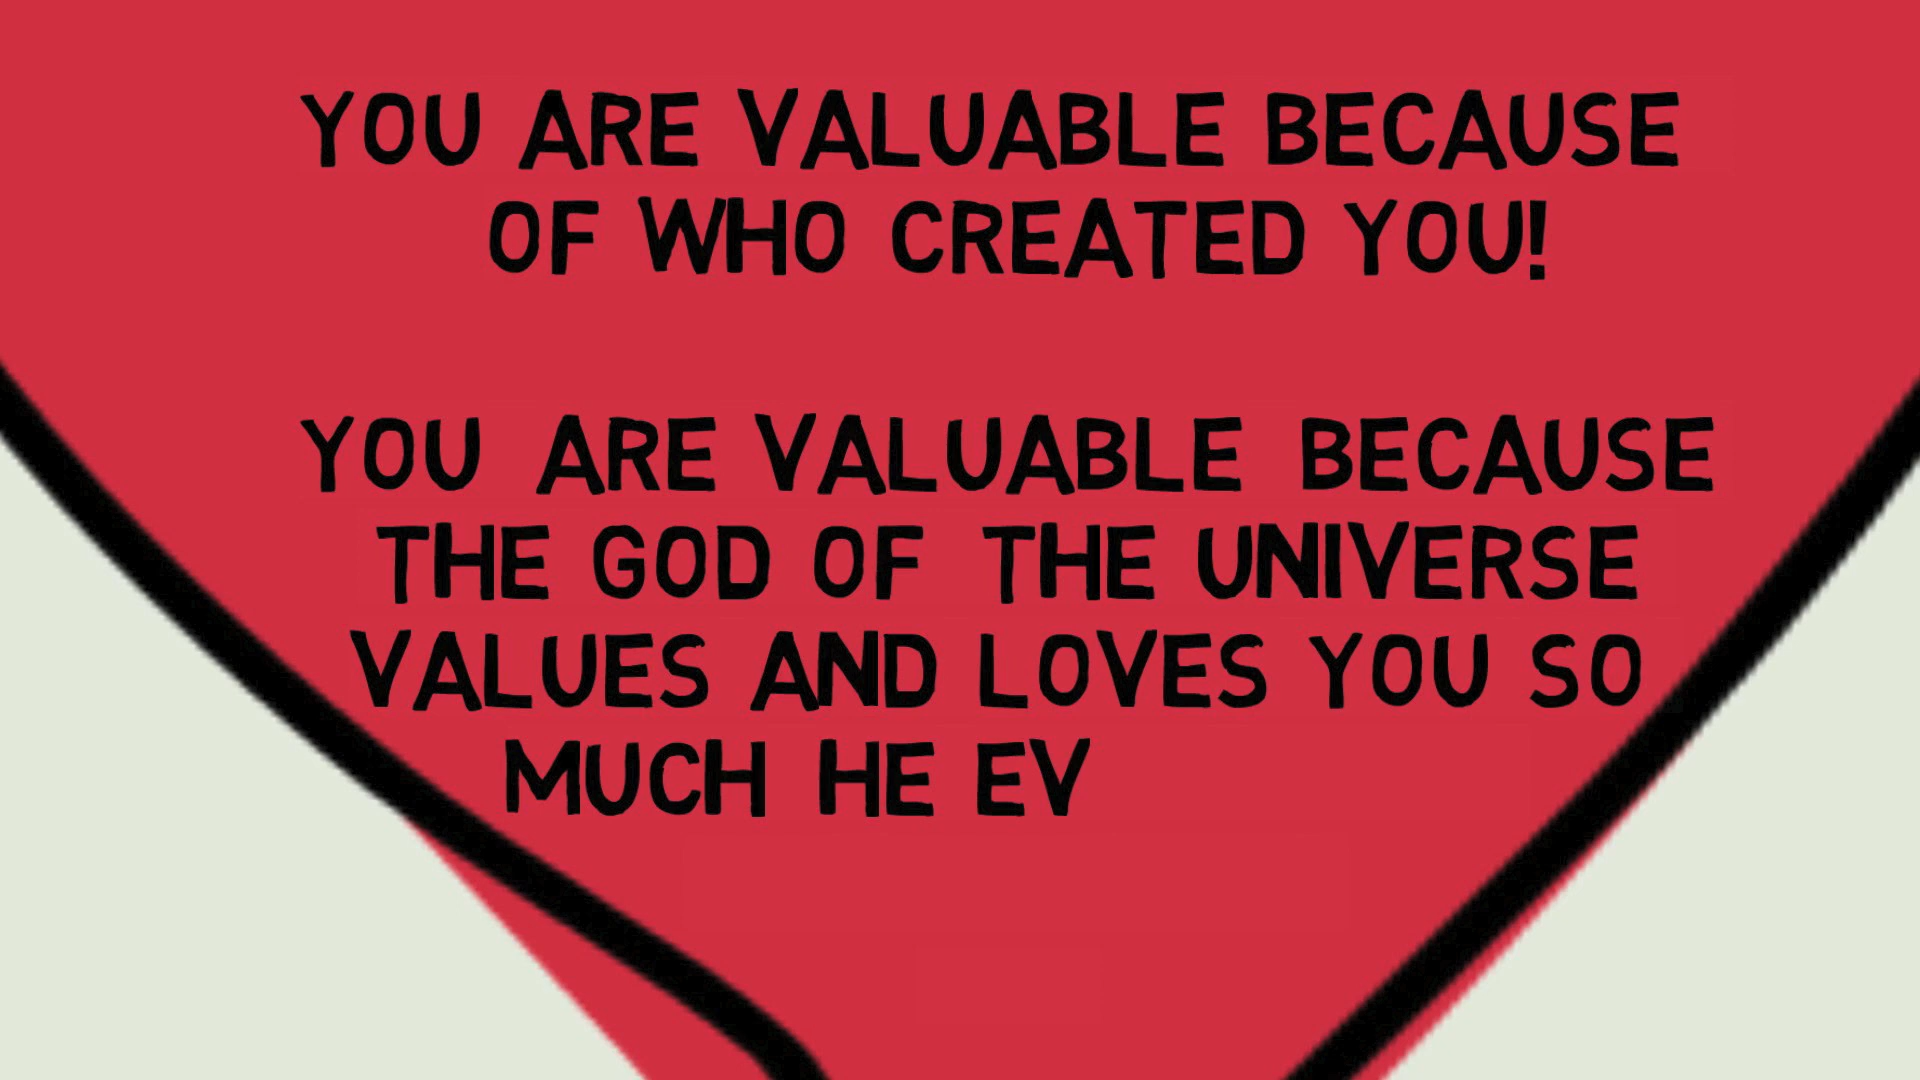 YOU ARE VALUABLE BECAUSE
OF WHO CREATED YOU!
YOU ARE VALUABLE BECAUSE
THE GOD OF THE UNIVERSE
VALUES AND LOVES YOU SO
MUCH HE EV